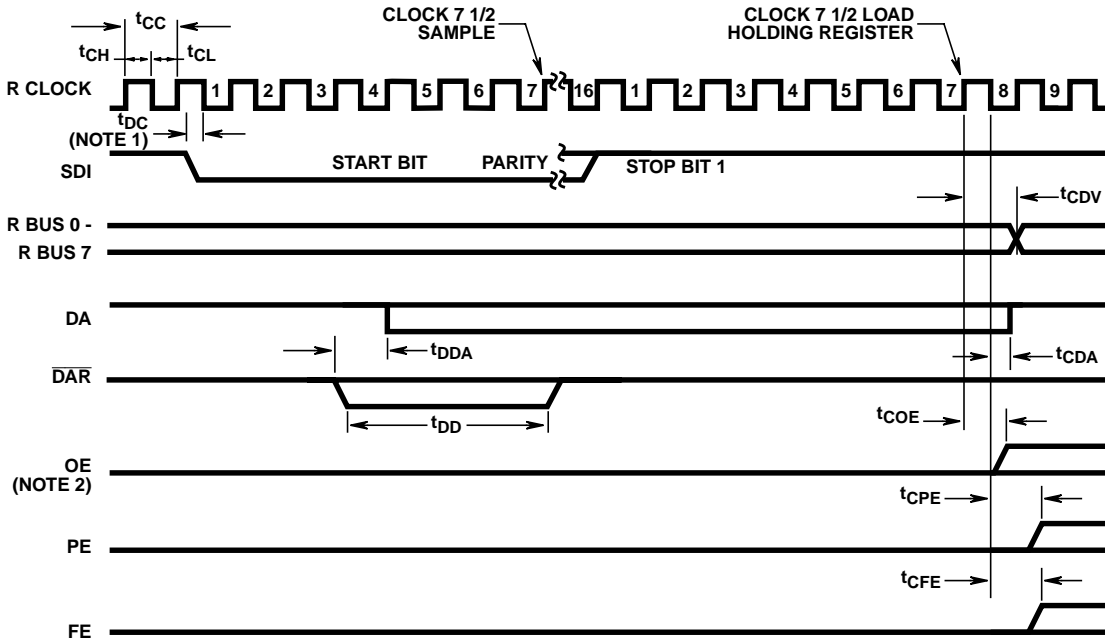 tCC
CLOCK 7 1/2
SAMPLE
CLOCK 7 1/2 LOAD
HOLDING REGISTER
tCH
tCL
R CLOCK
1 2 3 4 5 6 7 16 1 2 3 4 5 6 7 8 9
tDC
(NOTE 1)
SDI
START BIT
PARITY
STOP BIT 1
tCDV
R BUS 0 -
R BUS 7
DA
tDDA
tCDA
DAR
tDD
tCOE
OE
(NOTE 2)
tCPE
PE
tCFE
FE